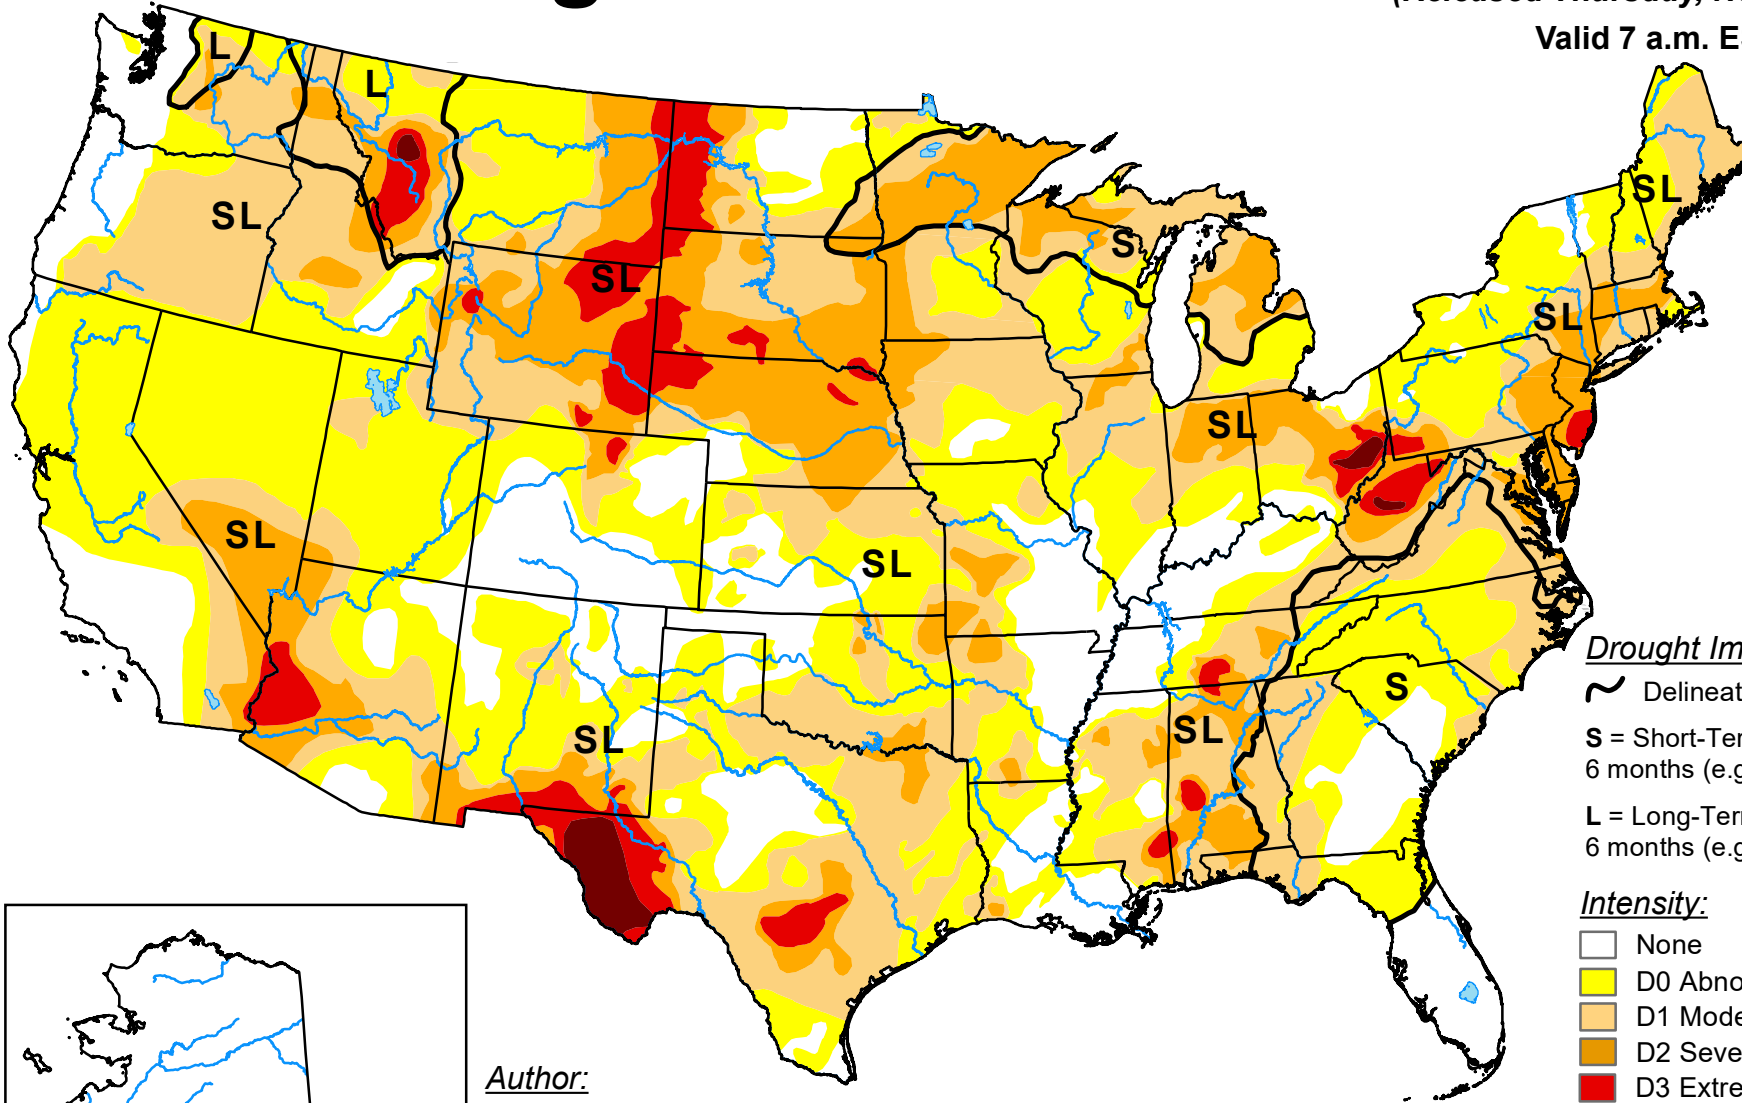 Valid 7 a.m.
L
L
SL
SL
SL
S
SL
SL
SL
SL
SL
S
SL
SL
Drought
Delineat
S = Short-Ter
6 months (e.g
L = Long-Ter
6 months (e.g
Intensity:
None
D0 Abno
D1 Mode
D2 Seve
D3 Extre
Author: